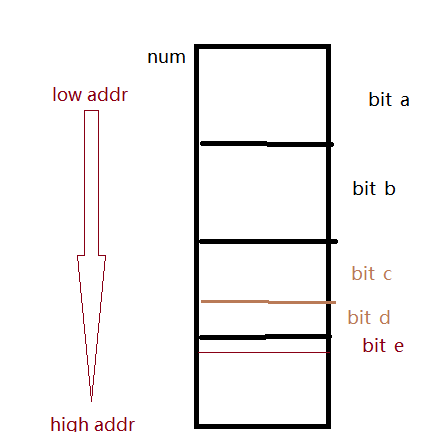 num
low addr
bit a
bit b
bit c
bit d
bit e
high addr